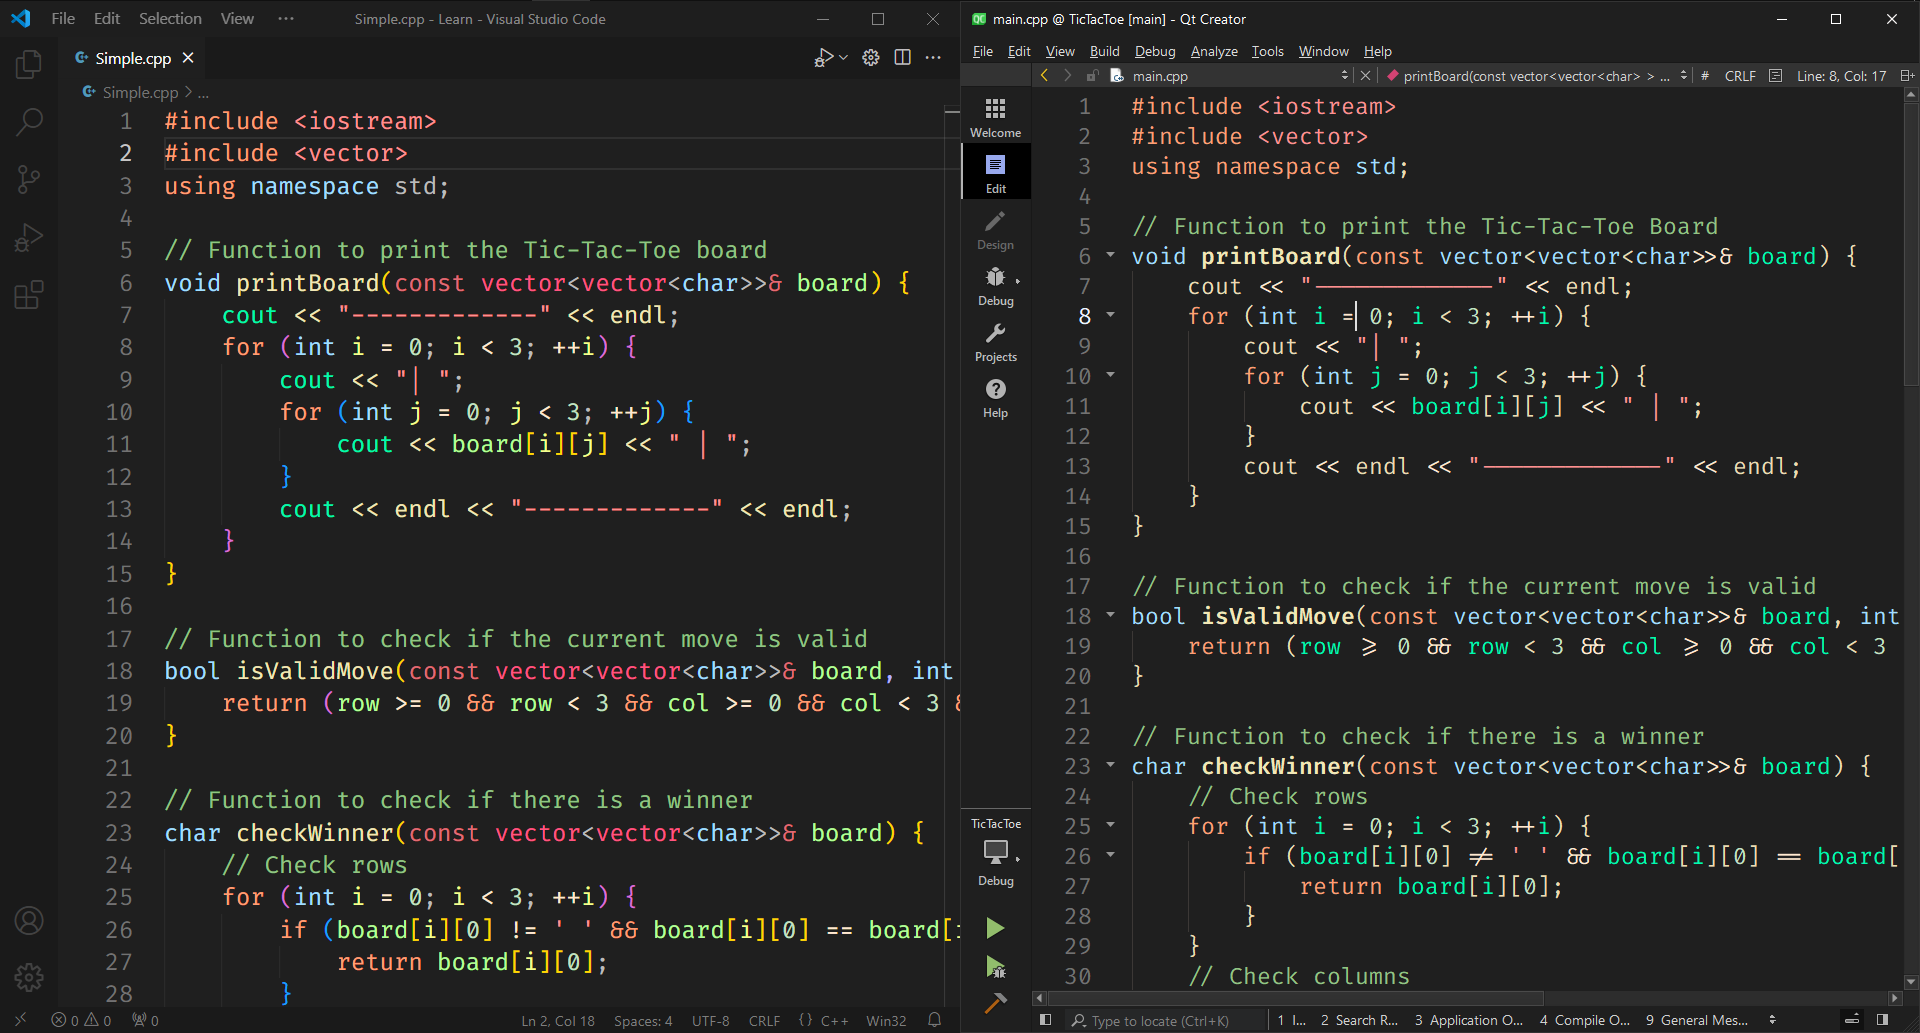 File Edit Selection View ··· Simple.cpp - Learn - Visual Studio Code
Simple.cpp
Simple.cpp > ...
1 #include <iostream>
2 #include <vector>
3 using namespace std;
4
5 // Function to print the Tic-Tac-Toe board
6 void printBoard(const vector<vector<char>>& board) {
7 cout << "-------------" << endl;
8 for (int i = 0; i < 3; ++i) {
9 cout << "| ";
10 for (int j = 0; j < 3; ++j) {
11 cout << board[i][j] << " | ";
12 }
13 cout << endl << "-------------" << endl;
14 }
15 }
16
17 // Function to check if the current move is valid
18 bool isValidMove(const vector<vector<char>>& board, int
19 return (row >= 0 && row < 3 && col >= 0 && col < 3 &
20 }
21
22 // Function to check if there is a winner
23 char checkWinner(const vector<vector<char>>& board) {
24 // Check rows
25 for (int i = 0; i < 3; ++i) {
26 if (board[i][0] != ' ' && board[i][0] == board[i
27 return board[i][0];
28 }
0 0 0 Ln 2, Col 18 Spaces: 4 UTF-8 CRLF {} C++ Win32
QC main.cpp @ TicTacToe [main] - Qt Creator
File Edit View Build Debug Analyze Tools Window Help
main.cpp printBoard(const vector<vector<char> > ... # CRLF Line: 8, Col: 17
Welcome
Edit
Design
Debug
Projects
Help
TicTacToe
Debug
1 #include <iostream>
2 #include <vector>
3 using namespace std;
4
5 // Function to print the Tic-Tac-Toe Board
6 void printBoard(const vector<vector<char>>& board) {
7 cout << "-------------" << endl;
8 for (int i = 0; i < 3; ++i) {
9 cout << "| ";
10 for (int j = 0; j < 3; ++j) {
11 cout << board[i][j] << " | ";
12 }
13 cout << endl << "-------------" << endl;
14 }
15 }
16
17 // Function to check if the current move is valid
18 bool isValidMove(const vector<vector<char>>& board, int
19 return (row >= 0 && row < 3 && col >= 0 && col < 3
20 }
21
22 // Function to check if there is a winner
23 char checkWinner(const vector<vector<char>>& board) {
24 // Check rows
25 for (int i = 0; i < 3; ++i) {
26 if (board[i][0] != ' ' && board[i][0] == board[
27 return board[i][0];
28 }
29 }
30 // Check columns
Type to locate (Ctrl+K) 1 I... 2 Search R... 3 Application O... 4 Compile O... 9 General Mes...